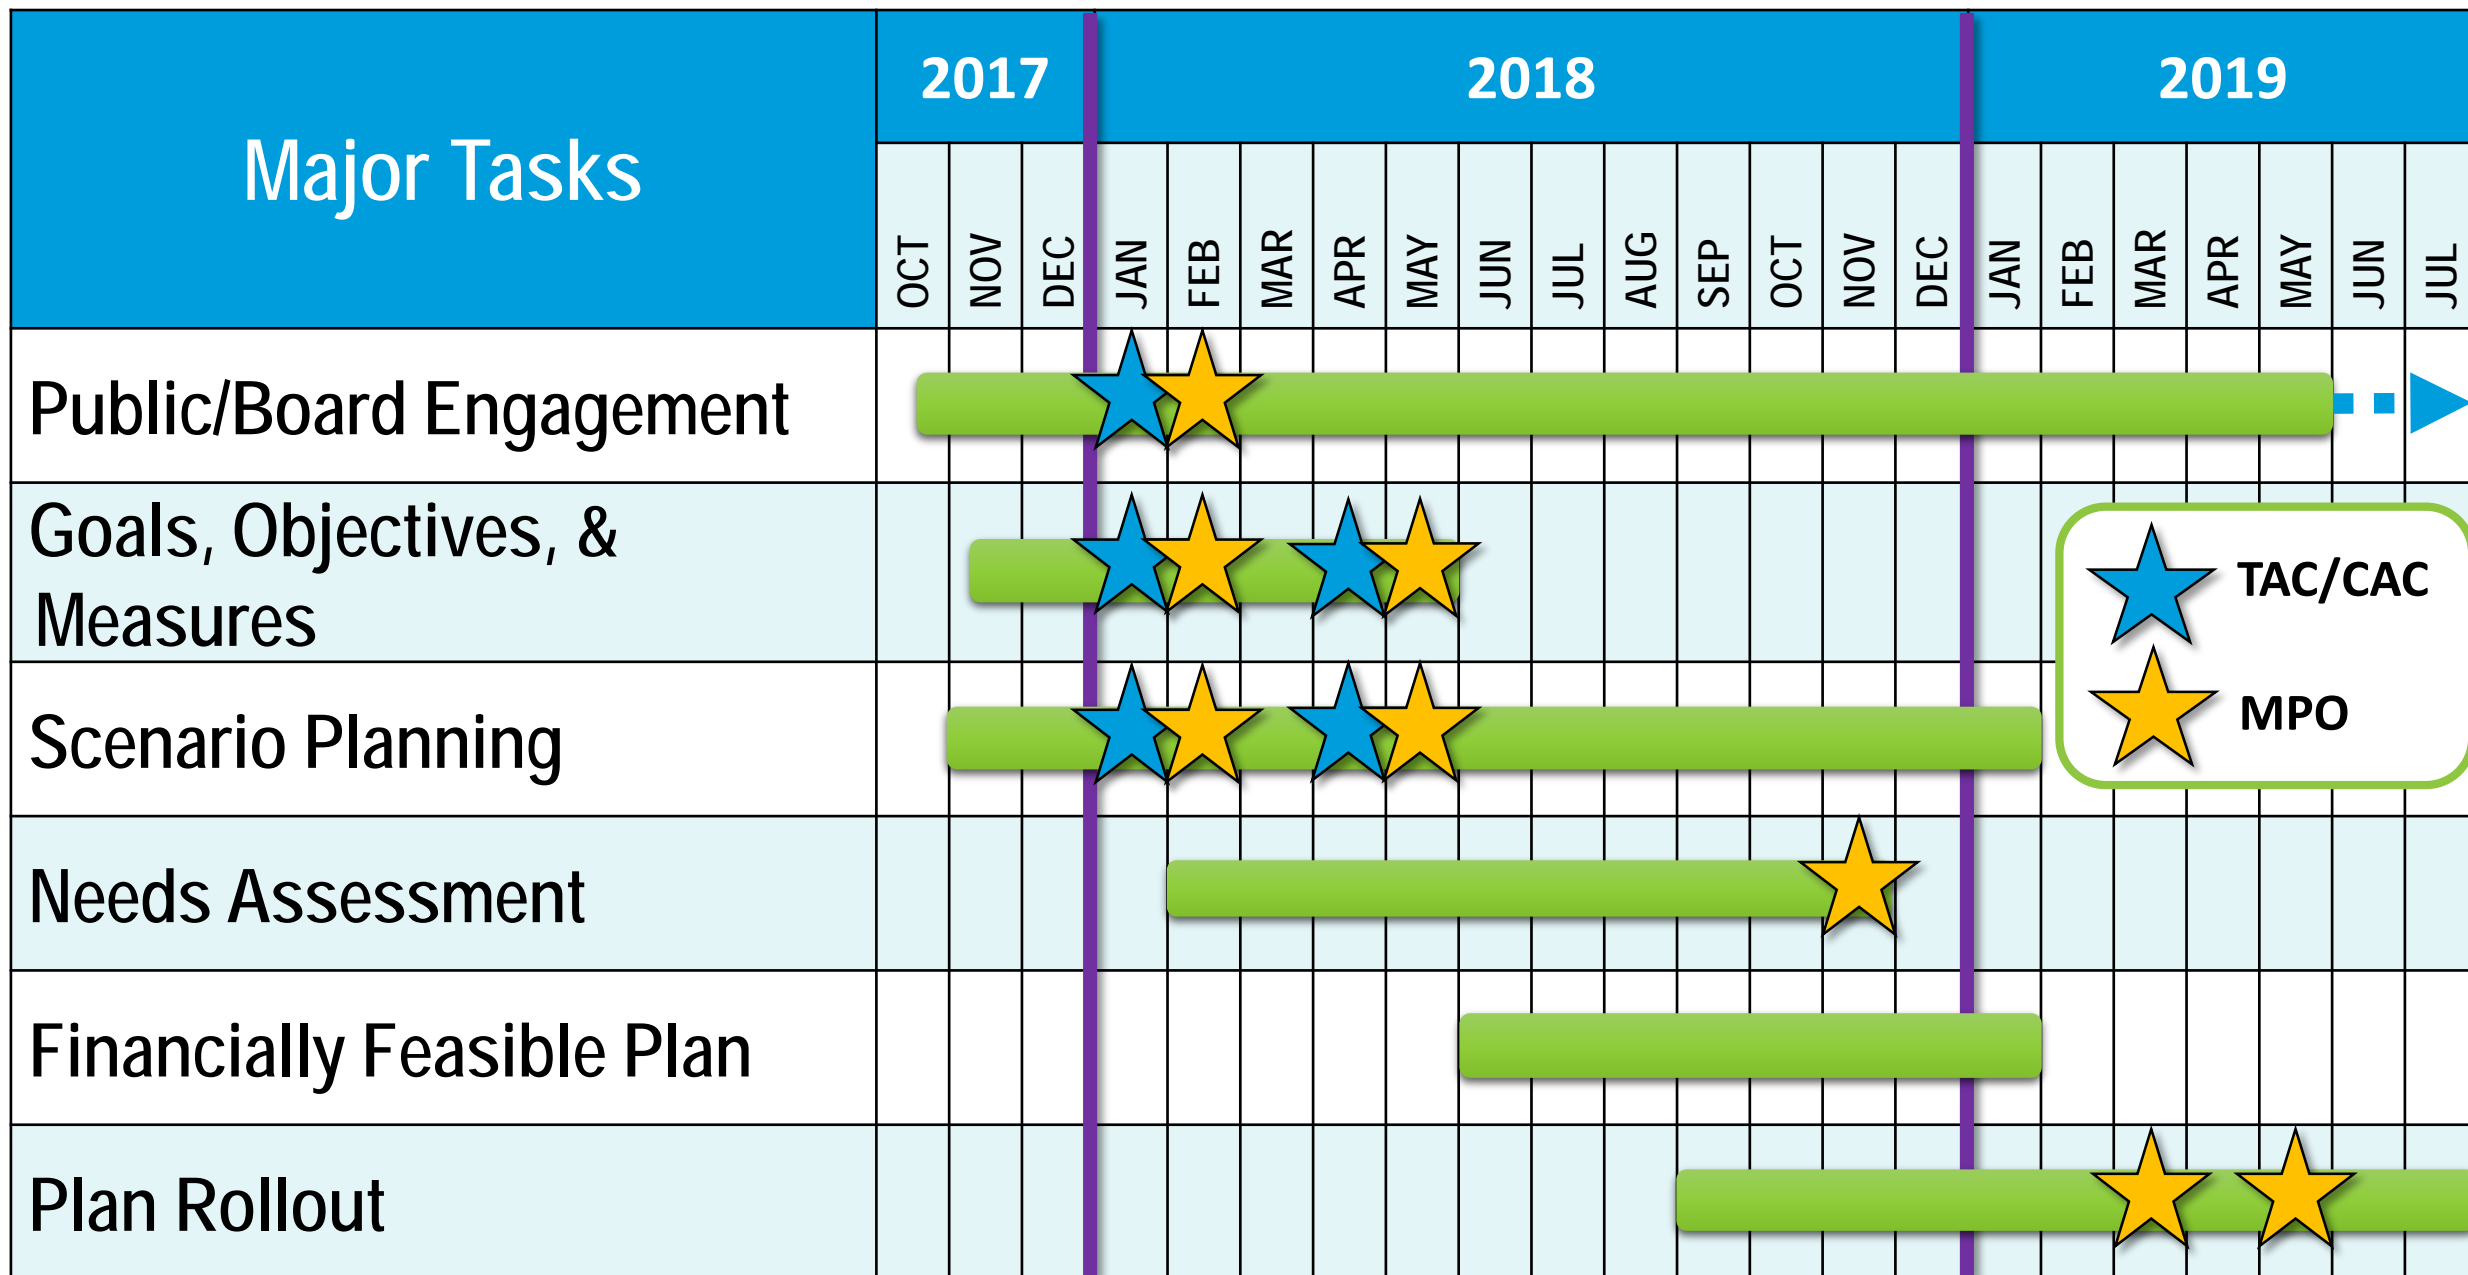 Major Tasks
2017
2018
2019
OCT
NOV
DEC
JAN
FEB
MAR
APR
MAY
JUN
JUL
AUG
SEP
OCT
NOV
DEC
JAN
FEB
MAR
APR
MAY
JUN
JUL
Public/Board Engagement
Goals, Objectives, &
Measures
TAC/CAC
MPO
Scenario Planning
Needs Assessment
Financially Feasible Plan
Plan Rollout